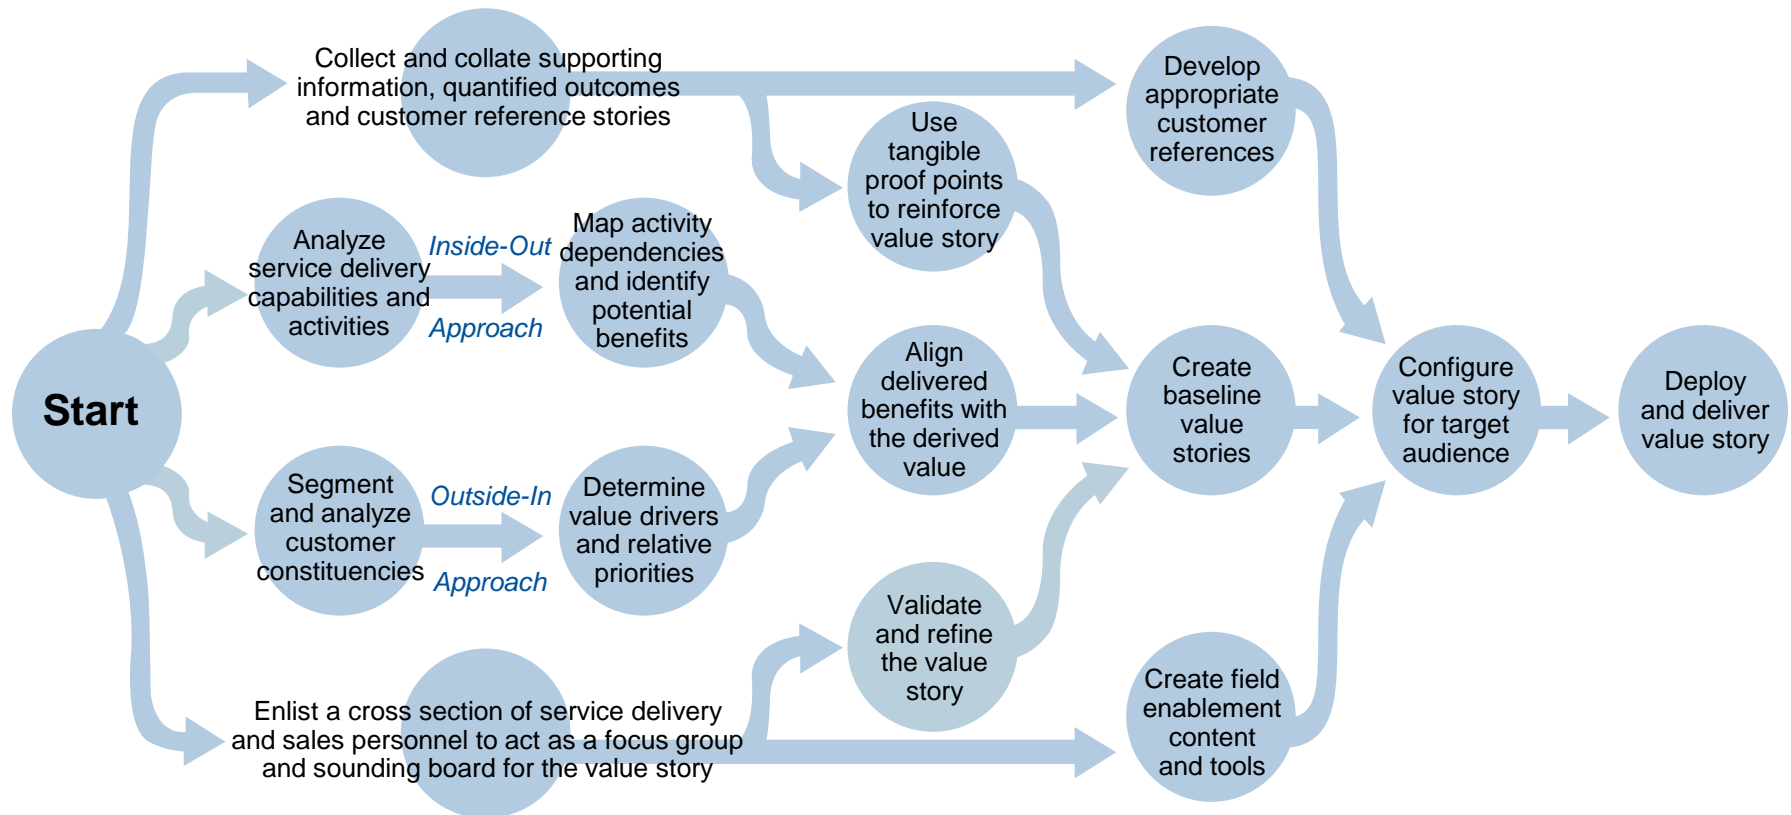 Start
Collect and collate supporting
information, quantified outcomes
and customer reference stories
Analyze
service delivery
capabilities and
activities
Inside-Out
Approach
Map activity
dependencies
and identify
potential
benefits
Segment
and analyze
customer
constituencies
Outside-In
Approach
Determine
value drivers
and relative
priorities
Enlist a cross section of service delivery
and sales personnel to act as a focus group
and sounding board for the value story
Use
tangible
proof points
to reinforce
value story
Align
delivered
benefits with
the derived
value
Validate
and refine
the value
story
Develop
appropriate
customer
references
Create
baseline
value
stories
Create field
enablement
content
and tools
Configure
value story
for target
audience
Deploy
and deliver
value story